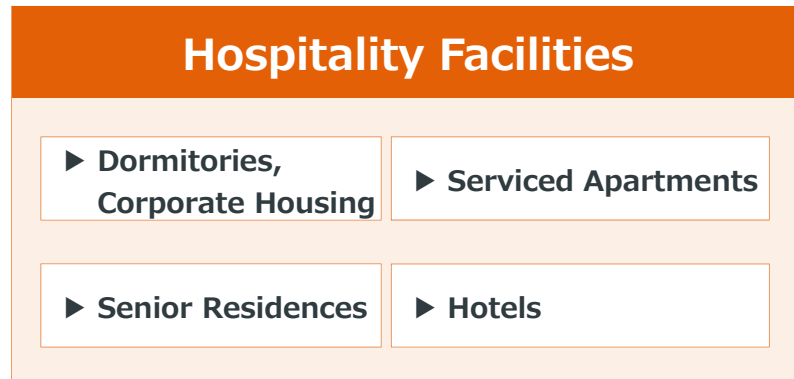 Hospitality Facilities
▶ Dormitories,
Corporate Housing
▶ Serviced Apartments
▶ Senior Residences
▶ Hotels